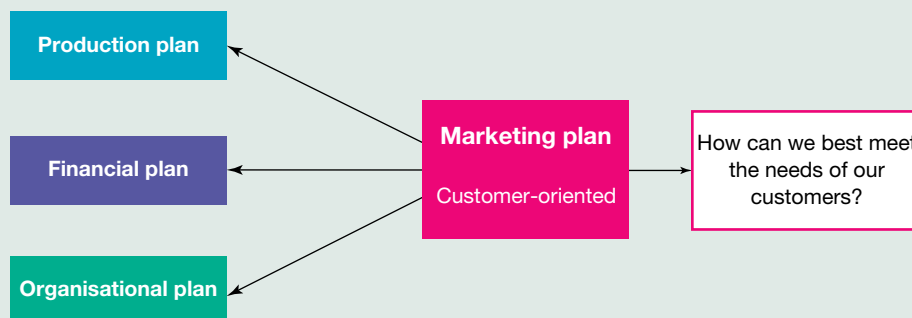 Production plan
Financial plan
Organisational plan
Marketing plan
Customer-oriented
How can we best meet
the needs of our
customers?